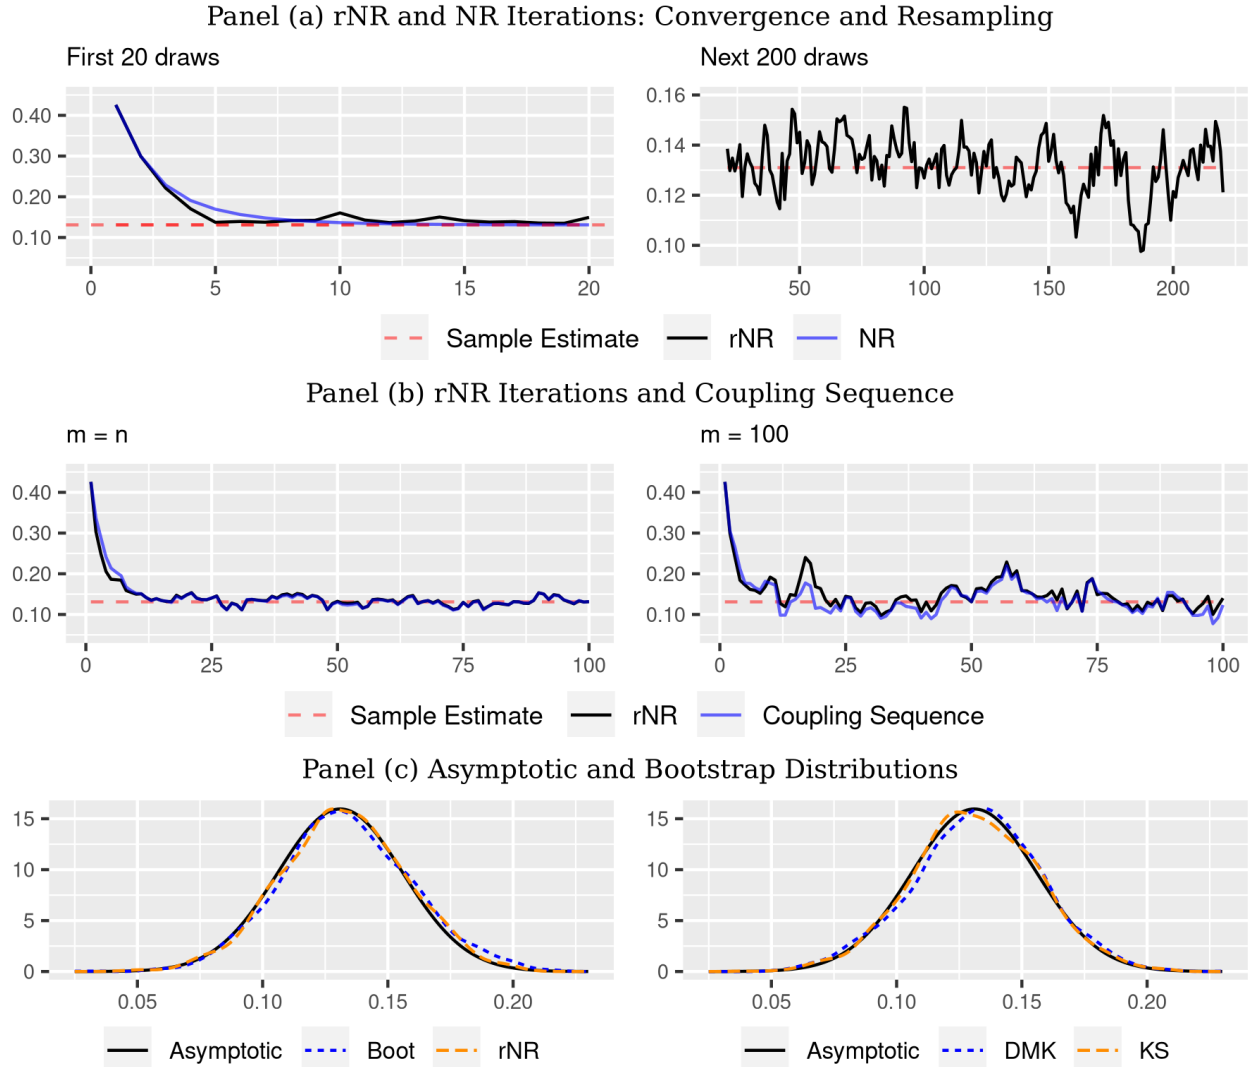 Panel (a) rNR and NR Iterations: Convergence and Resampling
First 20 draws
Next 200 draws
0.40
0.30
0.20
0.10
0 5 10 15 20
0.16
0.14
0.12
0.10
50 100 150 200
Sample Estimate rNR NR
Panel (b) rNR Iterations and Coupling Sequence
m = n
m = 100
0.40
0.30
0.20
0.10
0 25 50 75 100
0.40
0.30
0.20
0.10
0 25 50 75 100
Sample Estimate rNR Coupling Sequence
Panel (c) Asymptotic and Bootstrap Distributions
15
10
5
0
0.05 0.10 0.15 0.20
15
10
5
0
0.05 0.10 0.15 0.20
Asymptotic Boot rNR
Asymptotic DMK KS